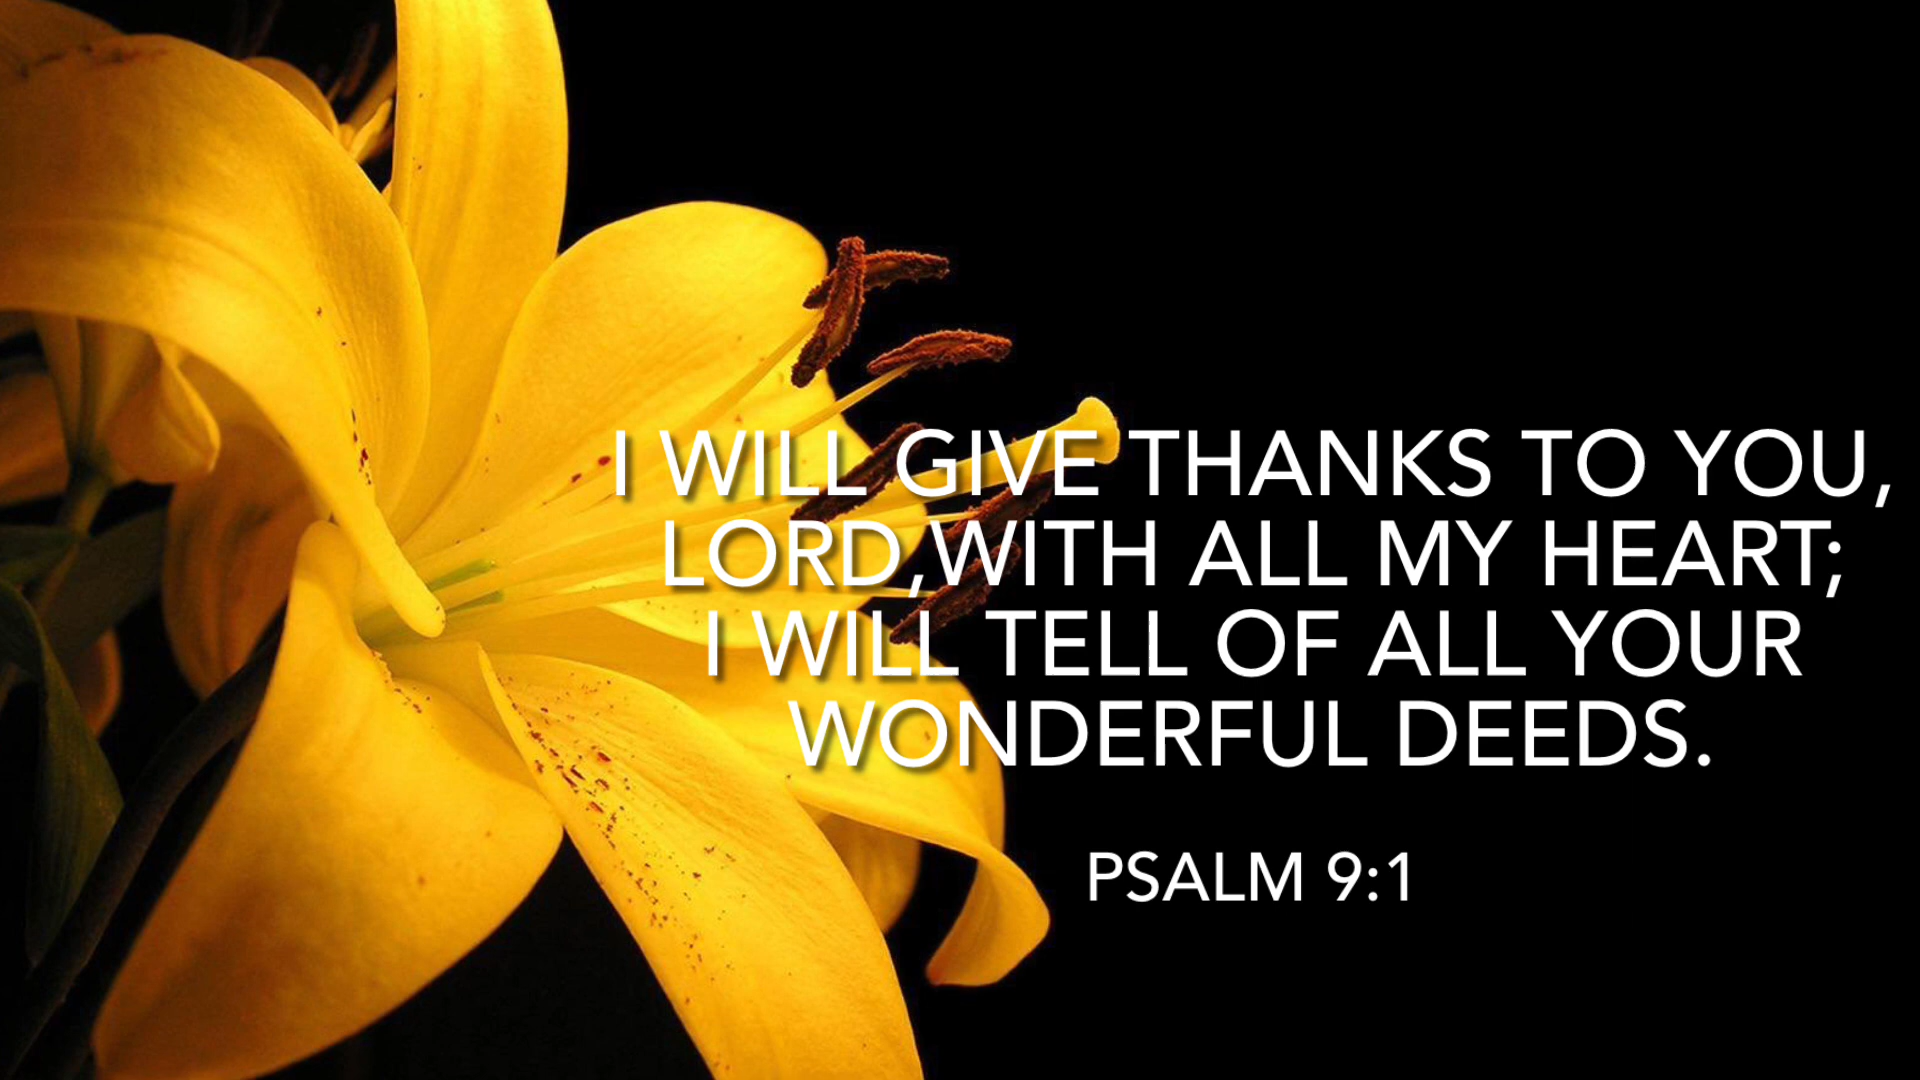 I WILL GIVE THANKS TO YOU,
LORD,WITH ALL MY HEART;
I WILL TELL OF ALL YOUR
WONDERFUL DEEDS.
PSALM 9:1